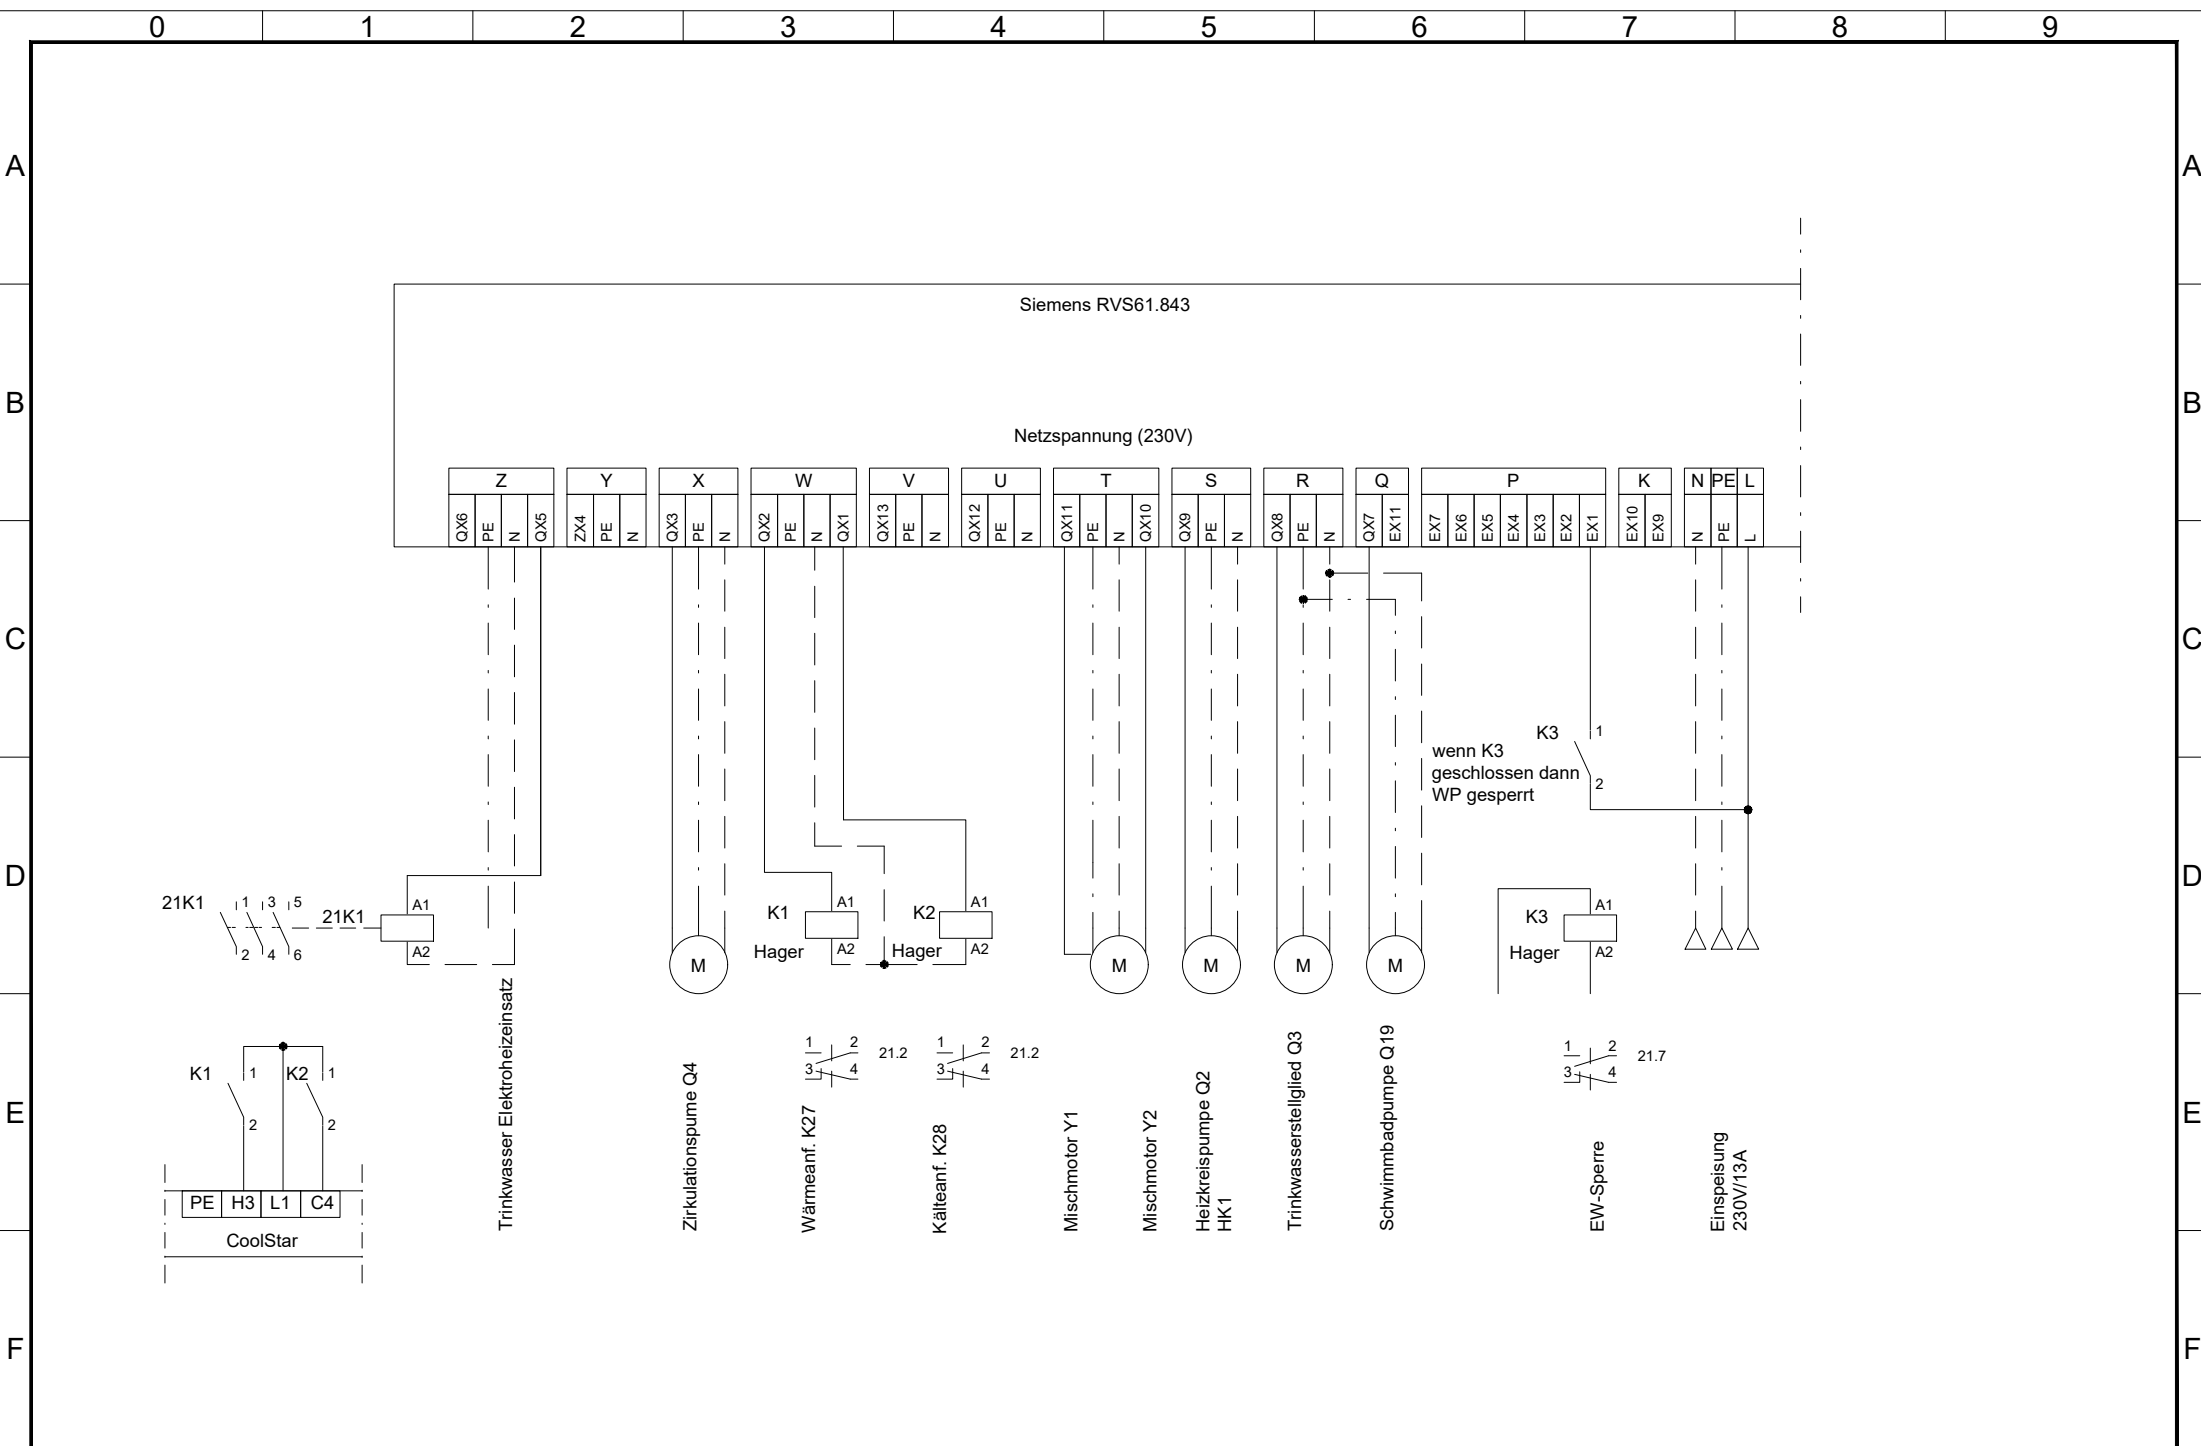 0 1 2 3 4 5 6 7 8 9
A A
Siemens RVS61.843
B B
Netzspannung (230V)
Z Y X W V U T S R Q P K N PE L
QX6 PE N QX5 ZX4 PE N QX3 PE N QX2 PE N QX1 QX13 PE N QX12 PE N QX11 PE N QX10 QX9 PE N QX8 PE N QX7 EX11 EX7 EX6 EX5 EX4 EX3 EX2 EX1 EX10 EX9 N PE L
C C
K3 1
2
wenn K3
geschlossen dann
WP gesperrt
D D
21K1 1 3 5
2 4 6
21K1 A1
A2
K1 A1
Hager A2
K2 A1
Hager A2
K3 A1
Hager A2
M M M M M
1 2 21.2
3 4
1 2 21.2
3 4
1 2 21.7
3 4
E E
K1 1 K2 1
2 2
PE H3 L1 C4
CoolStar
Trinkwasser Elektroheizeinsatz
Zirkulationspume Q4
Wärmeanf. K27
Kälteanf. K28
Mischmotor Y1
Mischmotor Y2
Heizkreispumpe Q2
HK1
Trinkwasserstellglied Q3
Schwimmbadpumpe Q19
EW-Sperre
Einspeisung
230V/13A
F F